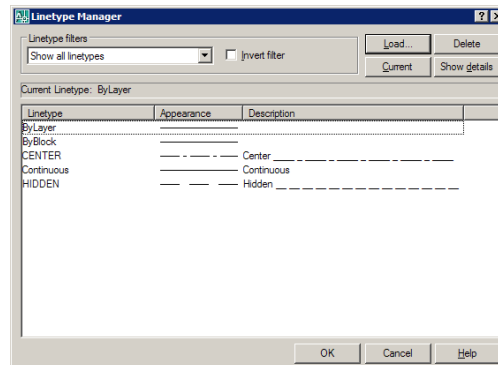 Linetype Manager
Linetype filters
Show all linetypes
Invert filter
Load...
Delete
Current
Show details
Current Linetype: ByLayer
Linetype Appearance Description
ByLayer
ByBlock
CENTER Center
Continuous Continuous
HIDDEN Hidden
OK Cancel Help